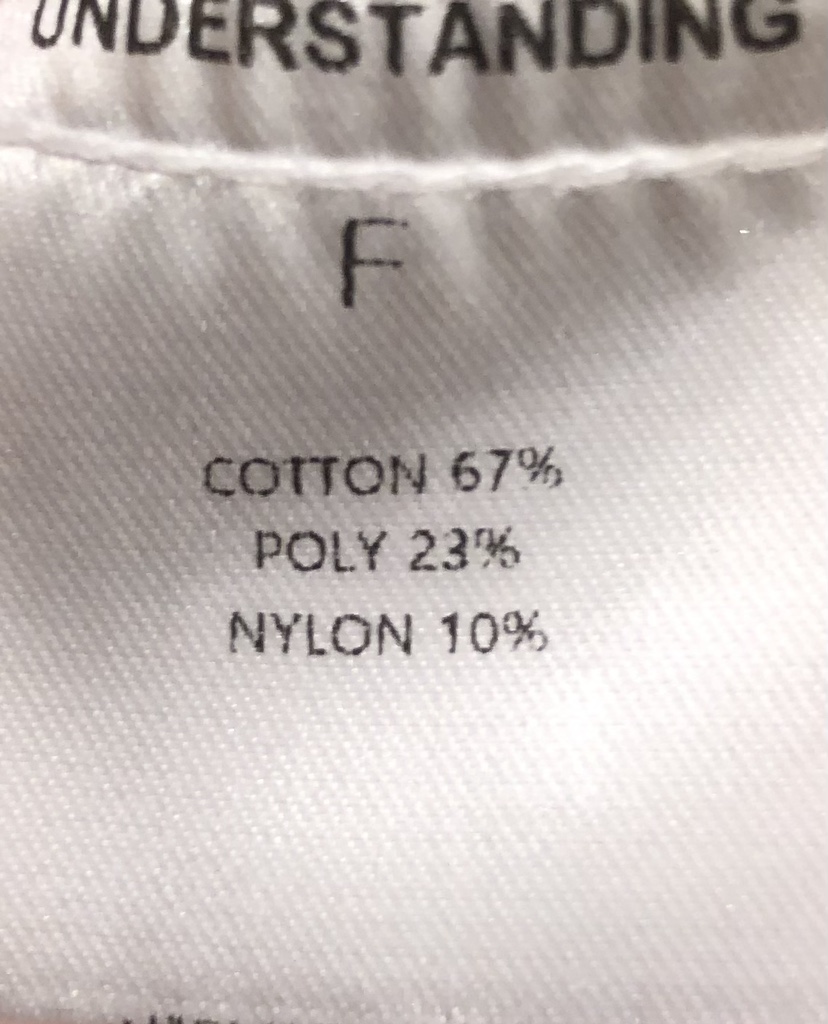 UNDERSTANDING
F
COTTON 67%
POLY 23%
NYLON 10%